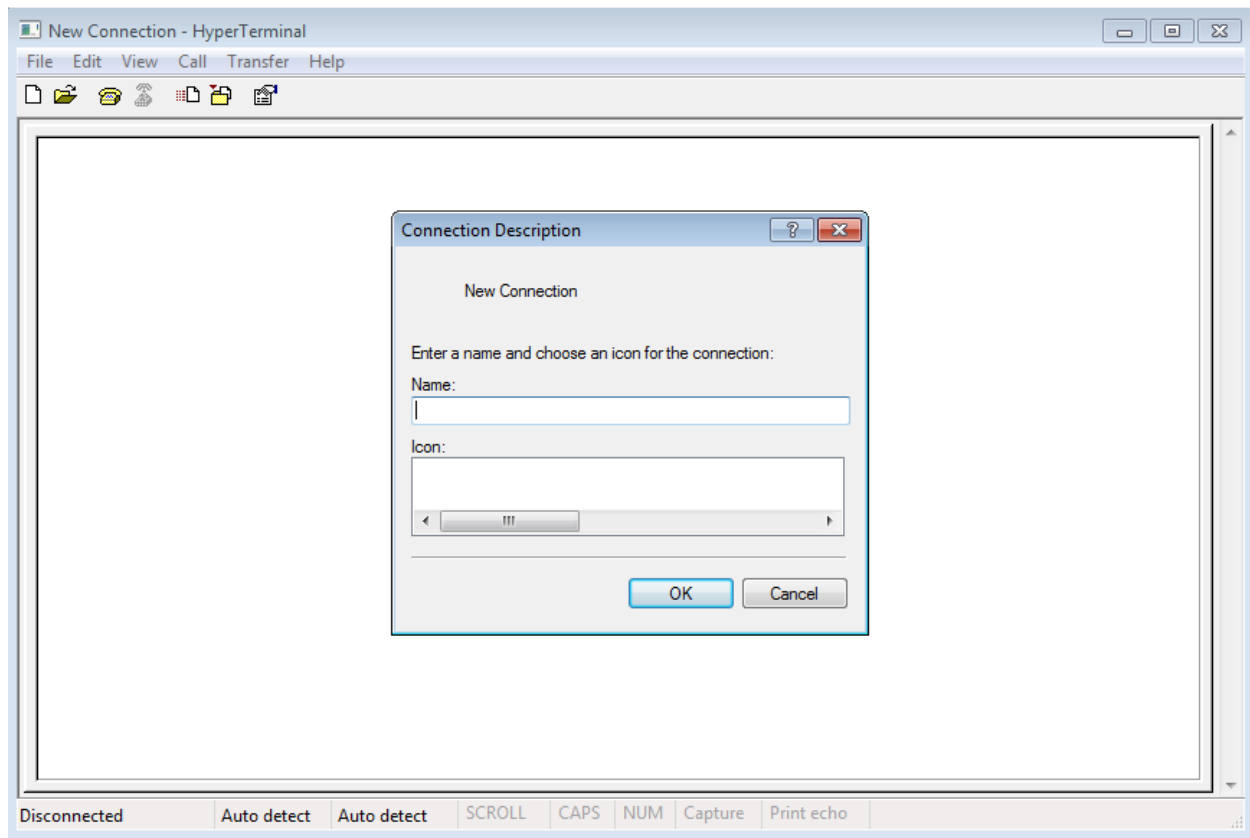 New Connection - HyperTerminal
File Edit View Call Transfer Help
Connection Description
New Connection
Enter a name and choose an icon for the connection:
Name:
Icon:
OK Cancel
Disconnected Auto detect Auto detect SCROLL CAPS NUM Capture Print echo